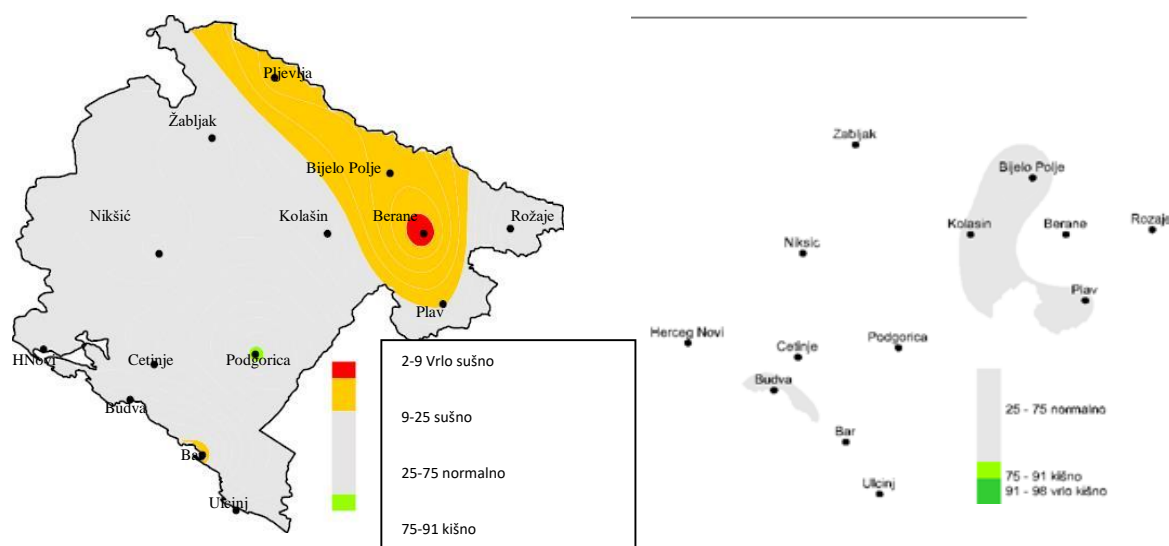 Pljevlja
Žabljak
Bijelo Polje
Nikšić
Kolašin
Berane
Rožaje
Plav
HNovi
Cetinje
Podgorica
Budva
Bar
Ulcinj
2-9 Vrlo sušno
9-25 sušno
25-75 normalno
75-91 kišno
Zabljak
Bijelo Polje
Kolasin
Berane
Rozaje
Niksic
Plav
Herceg Novi
Cetinje
Podgorica
Budva
Bar
Ulcinj
25 - 75 normalno
75 - 91 kišno
91 - 98 vrlo kišno